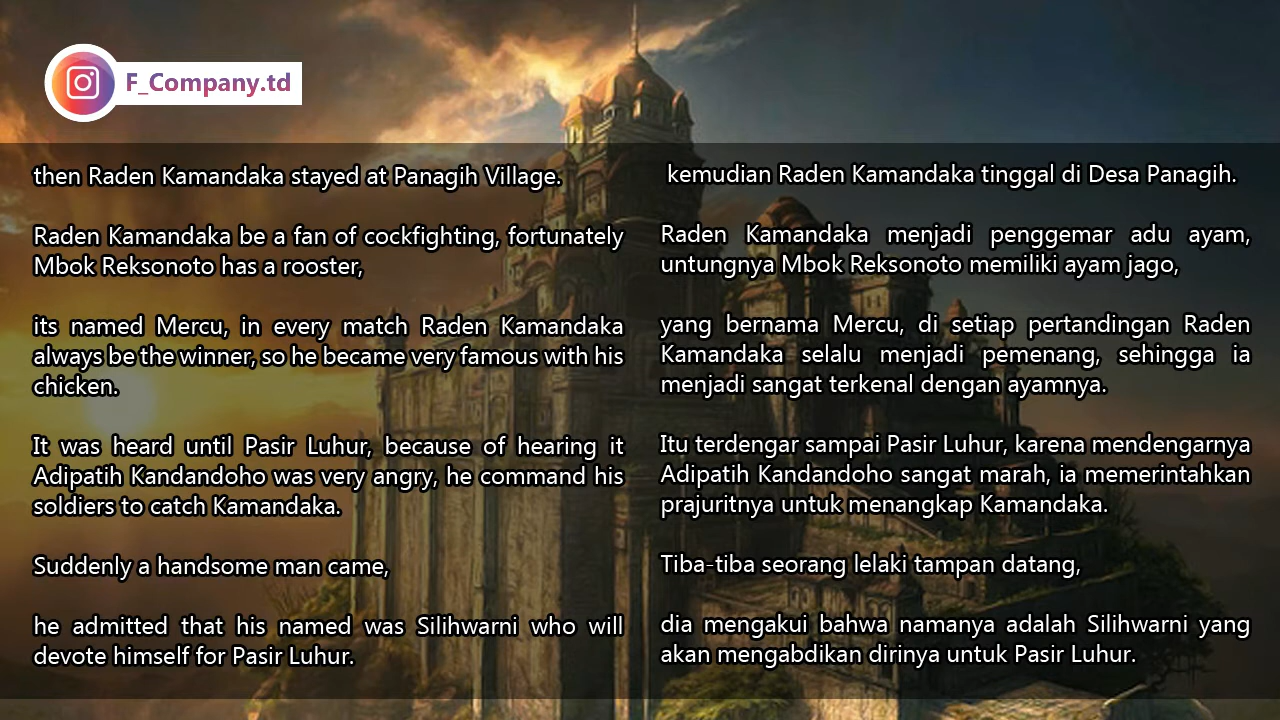 F_Company.td
then Raden Kamandaka stayed at Panagih Village.
Raden Kamandaka be a fan of cockfighting, fortunately
Mbok Reksonoto has a rooster,
its named Mercu, in every match Raden Kamandaka
always be the winner, so he became very famous with his
chicken.
It was heard until Pasir Luhur, because of hearing it
Adipatih Kandandoho was very angry, he command his
soldiers to catch Kamandaka.
Suddenly a handsome man came,
he admitted that his named was Silihwarni who will
devote himself for Pasir Luhur.
kemudian Raden Kamandaka tinggal di Desa Panagih.
Raden Kamandaka menjadi penggemar adu ayam,
untungnya Mbok Reksonoto memiliki ayam jago,
yang bernama Mercu, di setiap pertandingan Raden
Kamandaka selalu menjadi pemenang, sehingga ia
menjadi sangat terkenal dengan ayamnya.
Itu terdengar sampai Pasir Luhur, karena mendengarnya
Adipatih Kandandoho sangat marah, ia memerintahkan
prajuritnya untuk menangkap Kamandaka.
Tiba-tiba seorang lelaki tampan datang,
dia mengakui bahwa namanya adalah Silihwarni yang
akan mengabdikan dirinya untuk Pasir Luhur.